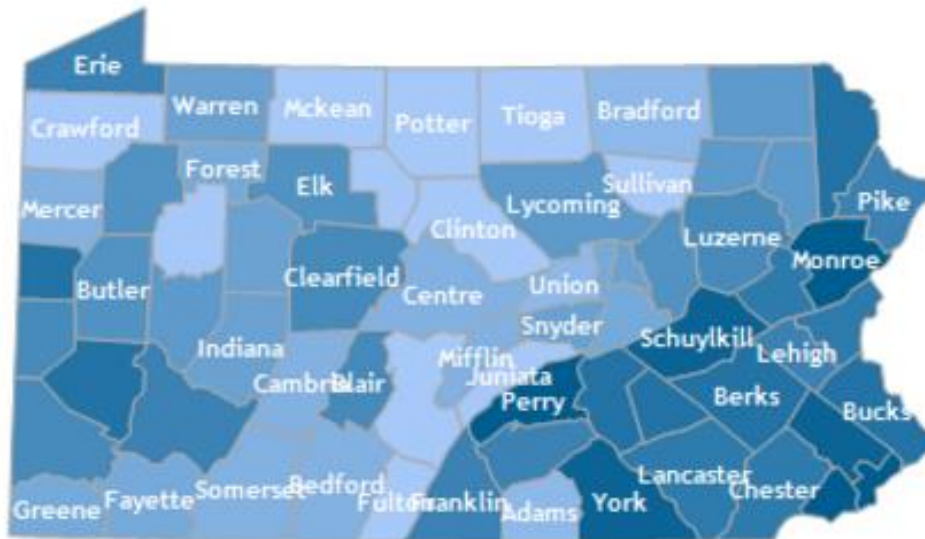 Erie
Warren
Mckean
Potter
Tioga
Bradford
Crawford
Forest
Elk
Sullivan
Lycoming
Pike
Mercer
Clinton
Luzerne
Monroe
Clearfield
Butler
Centre
Union
Snyder
Schuylkill
Lehigh
Indiana
Mifflin
Juniata
Cambria
Blair
Perry
Berks
Bucks
Lancaster
Chester
Somerset
Bedford
Fayette
Greene
Fulton
Franklin
Adams
York